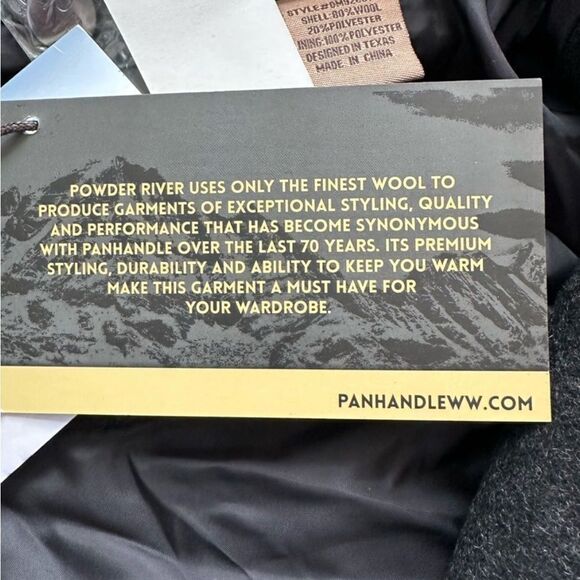 SHELL:80%WOOL
20%POLYESTER
LINING:100%POLYESTER
DESIGNED IN TEXAS
MADE IN CHINA
POWDER RIVER USES ONLY THE FINEST WOOL TO
PRODUCE GARMENTS OF EXCEPTIONAL STYLING, QUALITY
AND PERFORMANCE THAT HAS BECOME SYNONYMOUS
WITH PANHANDLE OVER THE LAST 70 YEARS. ITS PREMIUM
STYLING, DURABILITY AND ABILITY TO KEEP YOU WARM
MAKE THIS GARMENT A MUST HAVE FOR
YOUR WARDROBE.
PANHANDLEWW.COM